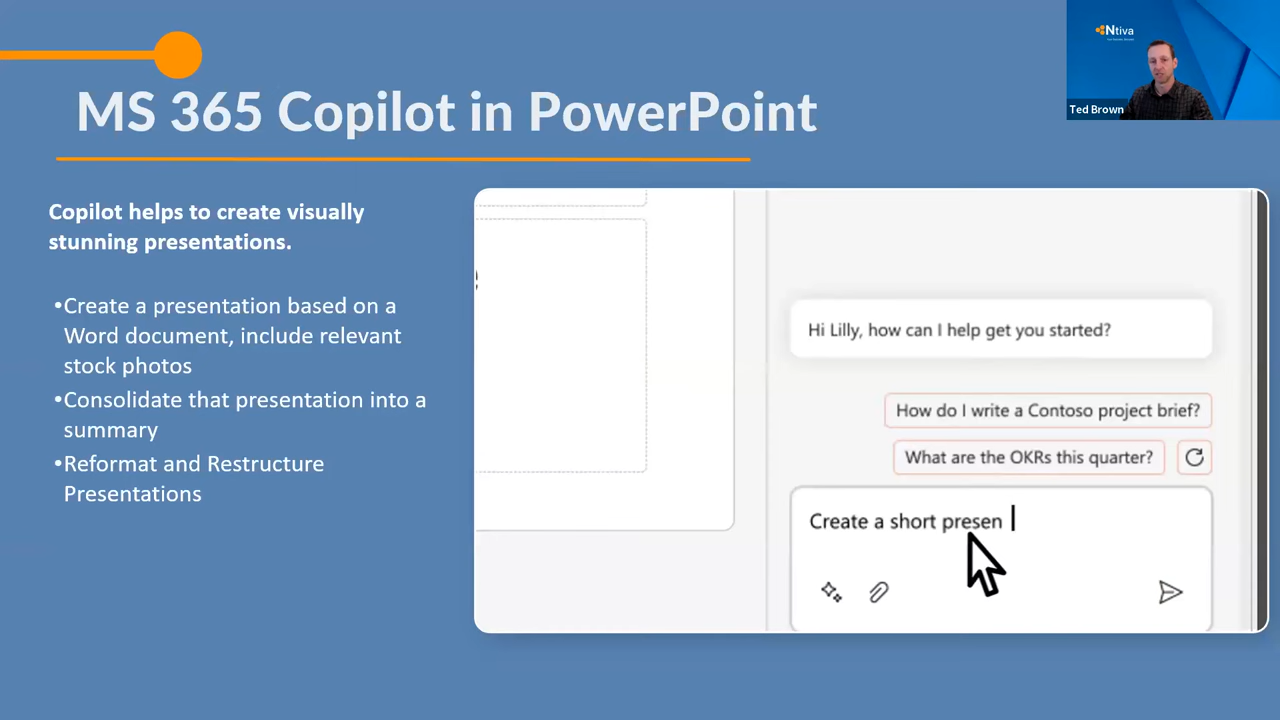 Ntiva
Ted Brown
MS 365 Copilot in PowerPoint
Copilot helps to create visually
stunning presentations.
•Create a presentation based on a
Word document, include relevant
stock photos
•Consolidate that presentation into a
summary
•Reformat and Restructure
Presentations
Hi Lilly, how can I help get you started?
How do I write a Contoso project brief?
What are the OKRs this quarter?
Create a short presen